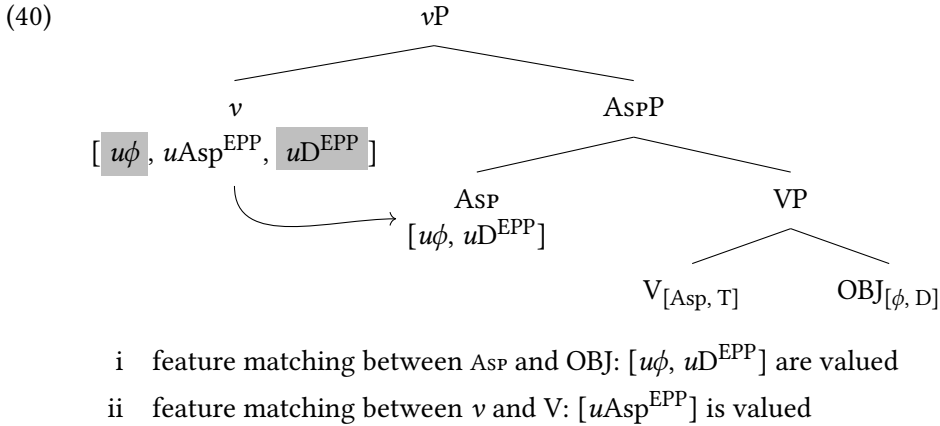 (40) vP
v AspP
[ uϕ , uAsp^EPP, uD^EPP ]
Asp VP
[uϕ, uD^EPP]
V[Asp, T] OBJ[ϕ, D]
i feature matching between Asp and OBJ: [uϕ, uD^EPP] are valued
ii feature matching between v and V: [uAsp^EPP] is valued